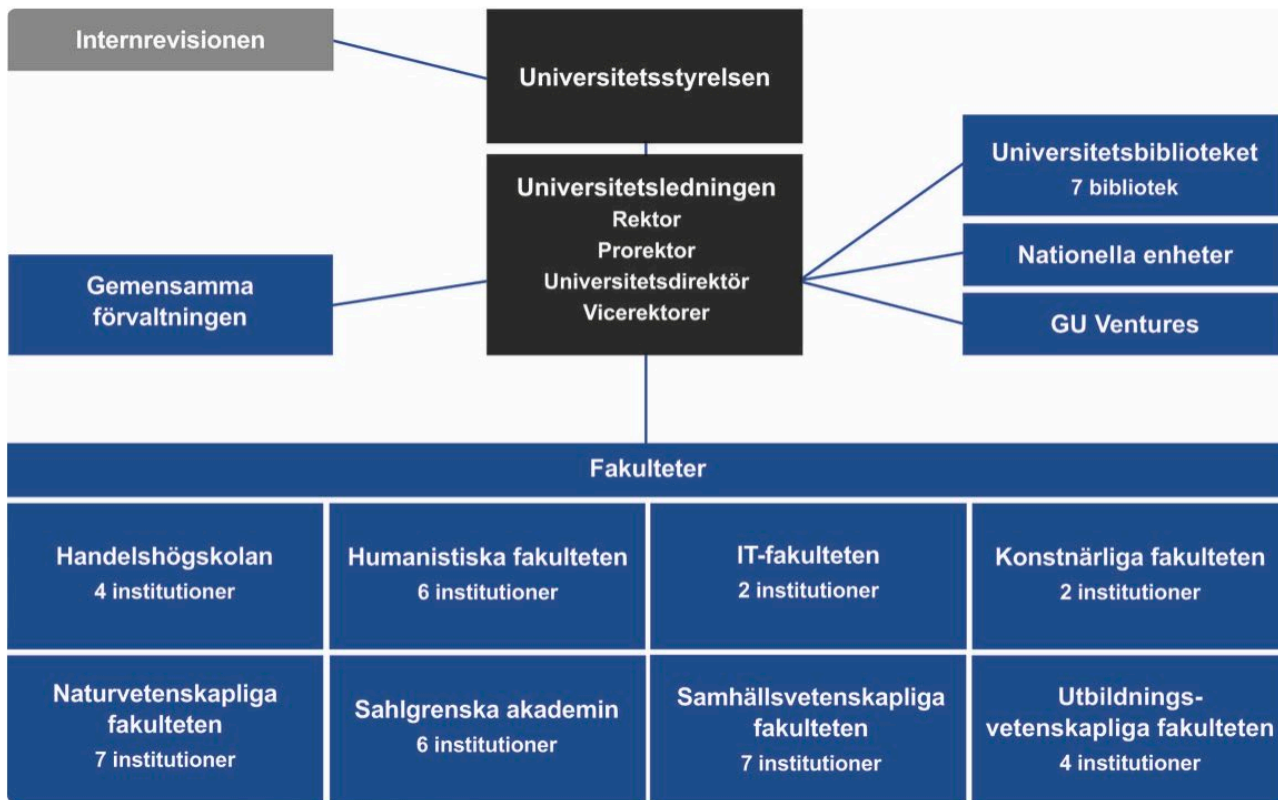 Internrevisionen
Universitetsstyrelsen
Universitetsledningen
Rektor
Prorektor
Universitetsdirektör
Vicerektorer
Universitetsbiblioteket
7 bibliotek
Nationella enheter
GU Ventures
Gemensamma
förvaltningen
Fakulteter
Handelshögskolan
4 institutioner
Humanistiska fakulteten
6 institutioner
IT-fakulteten
2 institutioner
Konstnärliga fakulteten
2 institutioner
Naturvetenskapliga
fakulteten
7 institutioner
Sahlgrenska akademin
6 institutioner
Samhällsvetenskapliga
fakulteten
7 institutioner
Utbildnings-
vetenskapliga fakulteten
4 institutioner